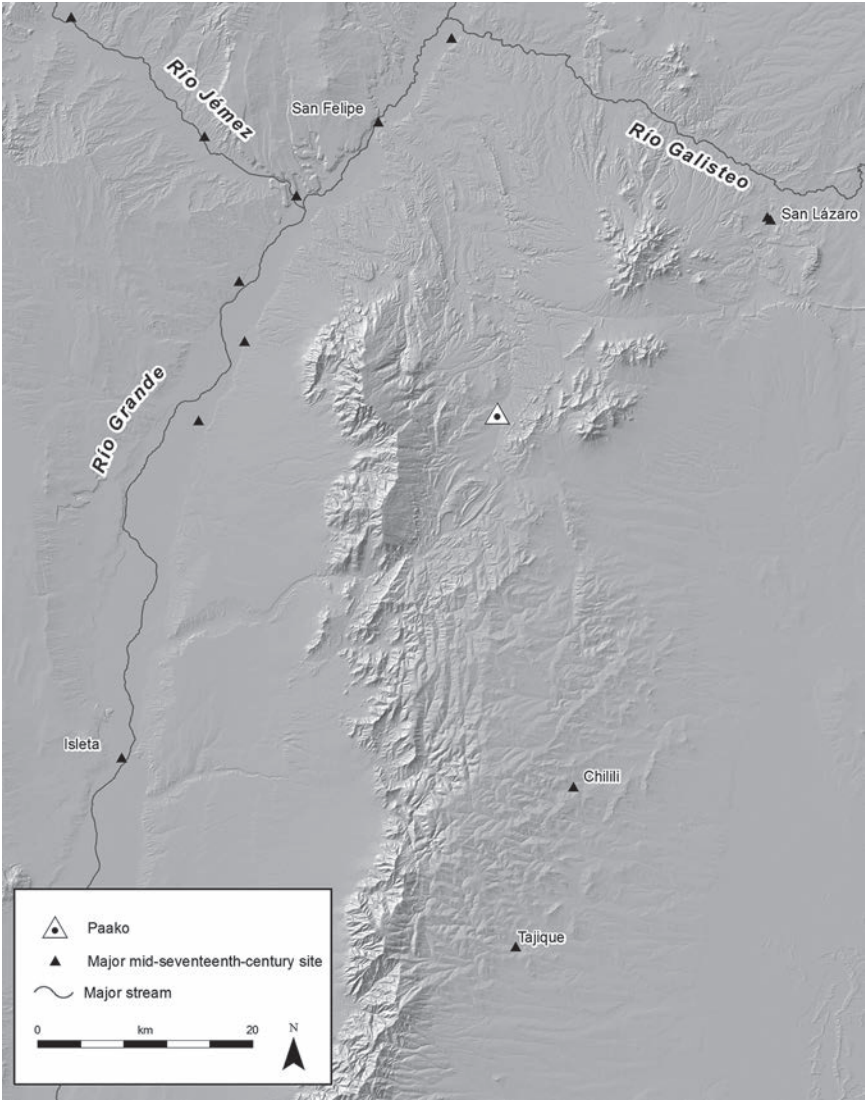 Río Jémez
San Felipe
Río Galisteo
San Lázaro
Río Grande
Isleta
Chilili
Tajique
Paako
Major mid-seventeenth-century site
Major stream
0 km 20
N